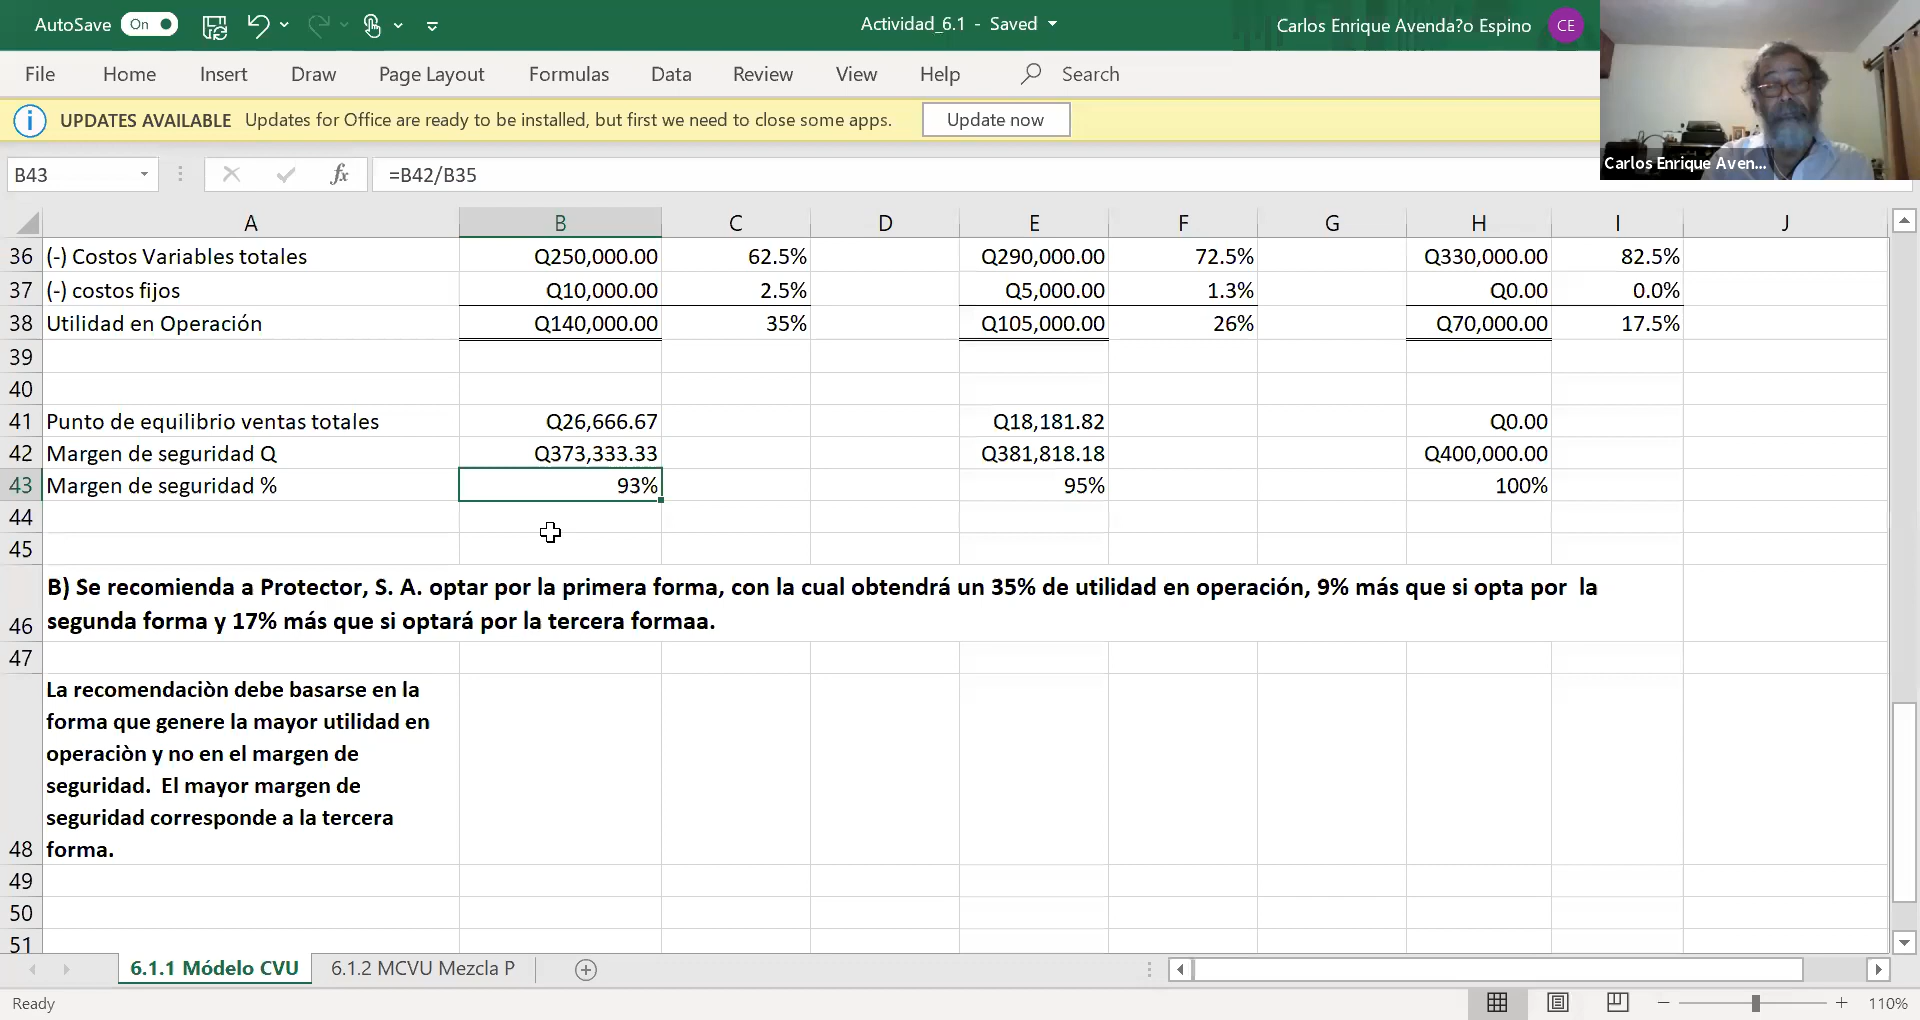 AutoSave On Actividad_6.1 - Saved Carlos Enrique Avenda?o Espino CE
File Home Insert Draw Page Layout Formulas Data Review View Help Search
UPDATES AVAILABLE Updates for Office are ready to be installed, but first we need to close some apps. Update now
Carlos Enrique Aven...
B43 fx =B42/B35
A B C D E F G H I J
36 (-) Costos Variables totales Q250,000.00 62.5% Q290,000.00 72.5% Q330,000.00 82.5%
37 (-) costos fijos Q10,000.00 2.5% Q5,000.00 1.3% Q0.00 0.0%
38 Utilidad en Operación Q140,000.00 35% Q105,000.00 26% Q70,000.00 17.5%
39
40
41 Punto de equilibrio ventas totales Q26,666.67 Q18,181.82 Q0.00
42 Margen de seguridad Q Q373,333.33 Q381,818.18 Q400,000.00
43 Margen de seguridad % 93% 95% 100%
44
45
B) Se recomienda a Protector, S. A. optar por la primera forma, con la cual obtendrá un 35% de utilidad en operación, 9% más que si opta por la
46 segunda forma y 17% más que si optará por la tercera formaa.
47
La recomendaciòn debe basarse en la
forma que genere la mayor utilidad en
operaciòn y no en el margen de
seguridad. El mayor margen de
seguridad corresponde a la tercera
48 forma.
49
50
51
6.1.1 Módelo CVU 6.1.2 MCVU Mezcla P
Ready 110%